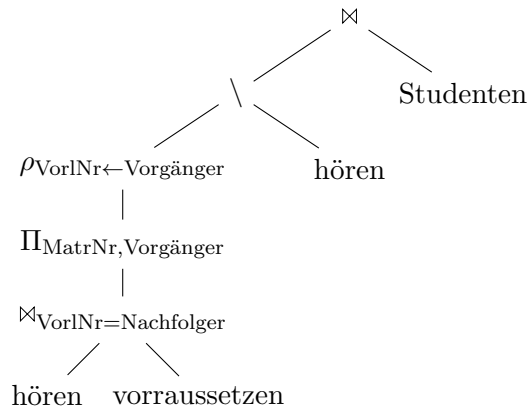 ⋈
\ Studenten
ρVorlNr←Vorgänger hören
ΠMatrNr,Vorgänger
⋈VorlNr=Nachfolger
hören vorraussetzen